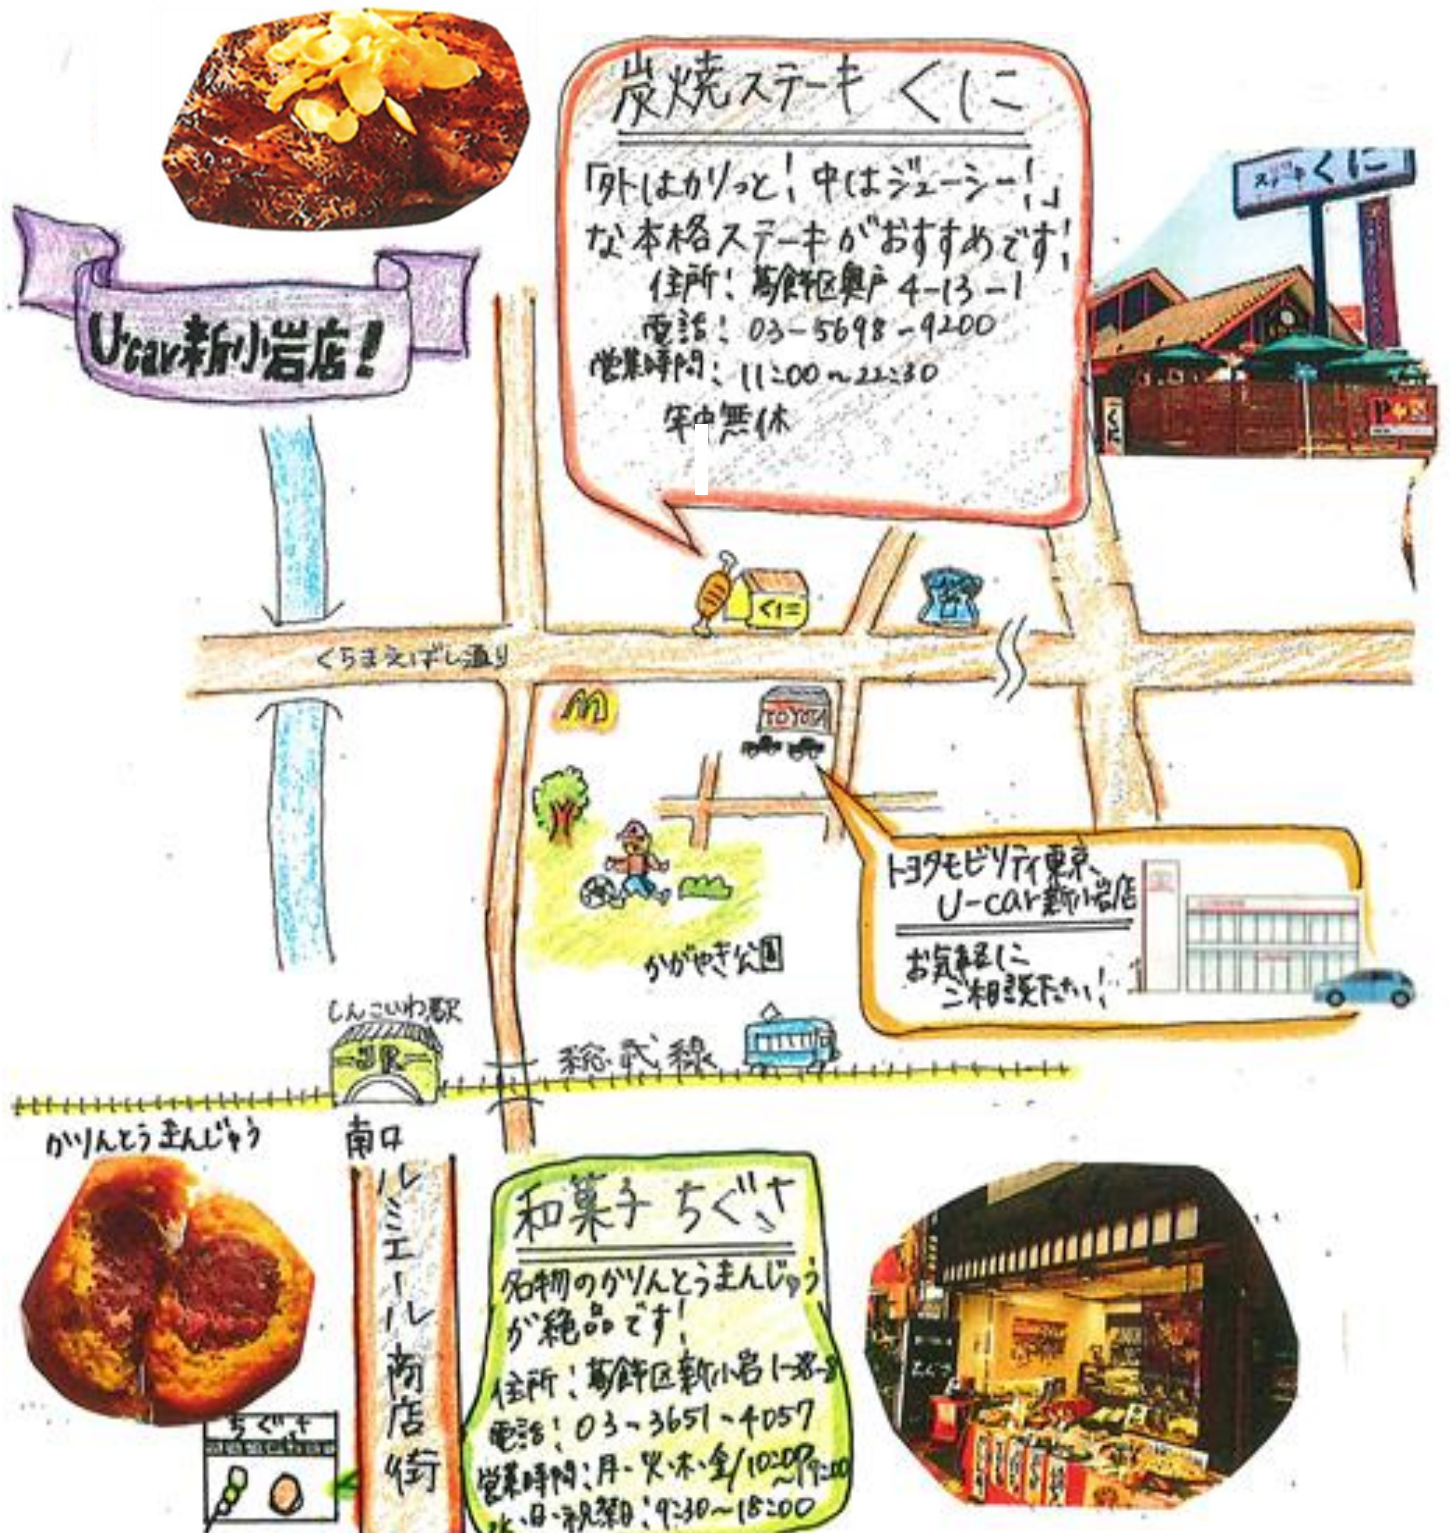 U-car新小岩店!
炭焼ステーキ くに
「外はかりっと! 中はジューシー!」
な本格ステーキがおすすめです!
住所: 葛飾区奥戸 4-13-1
電話: 03-5698-9200
営業時間: 11:00~22:30
年中無休
くに
くに
くに
くらまえばし通り
TOYOTA
トヨタモビリティ東京
U-car新小岩店
お気軽に
ご相談下さい!
かがやき公園
しんこいわ駅
JR
総武線
かりんとうまんじゅう
南口
ルミエール商店街
和菓子 ちぐさ
名物のかりんとうまんじゅう
が絶品です!
住所: 葛飾区新小岩1-38-8
電話: 03-3651-4057
営業時間: 月・火・木・金/10:00~19:00
水・日・祝祭日: 9:30~18:00
ちぐさ